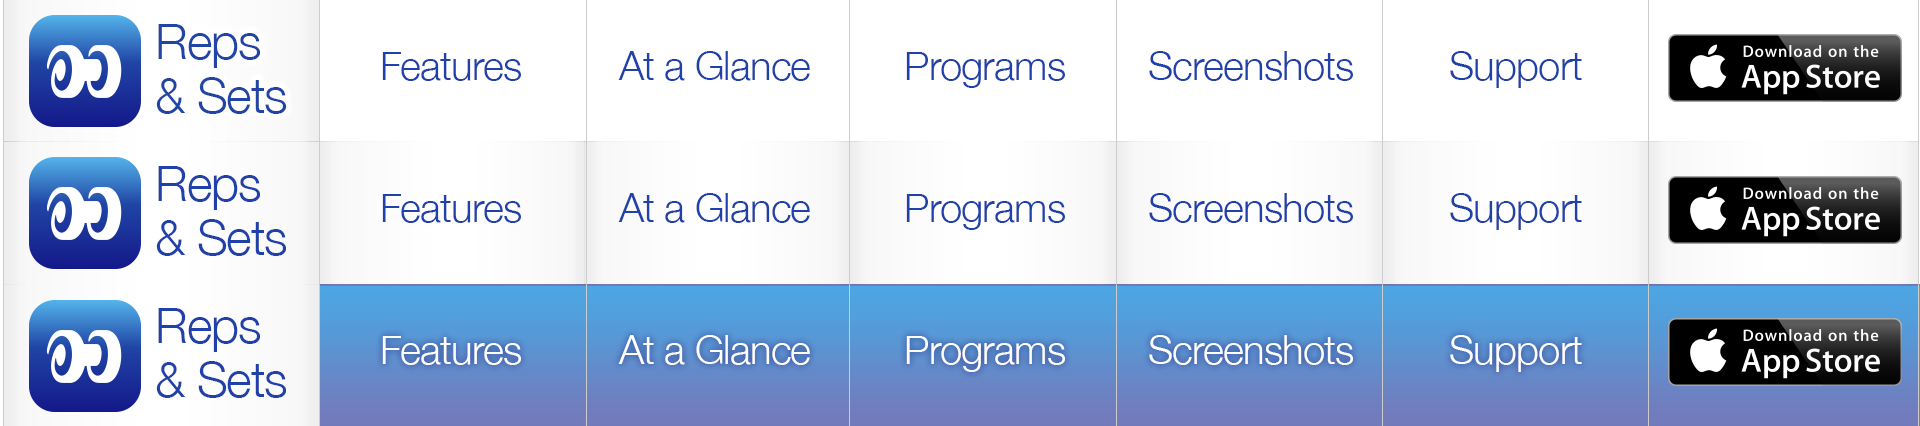 Reps
& Sets
Features
At a Glance
Programs
Screenshots
Support
Download on the
App Store
Reps
& Sets
Features
At a Glance
Programs
Screenshots
Support
Download on the
App Store
Reps
& Sets
Features
At a Glance
Programs
Screenshots
Support
Download on the
App Store